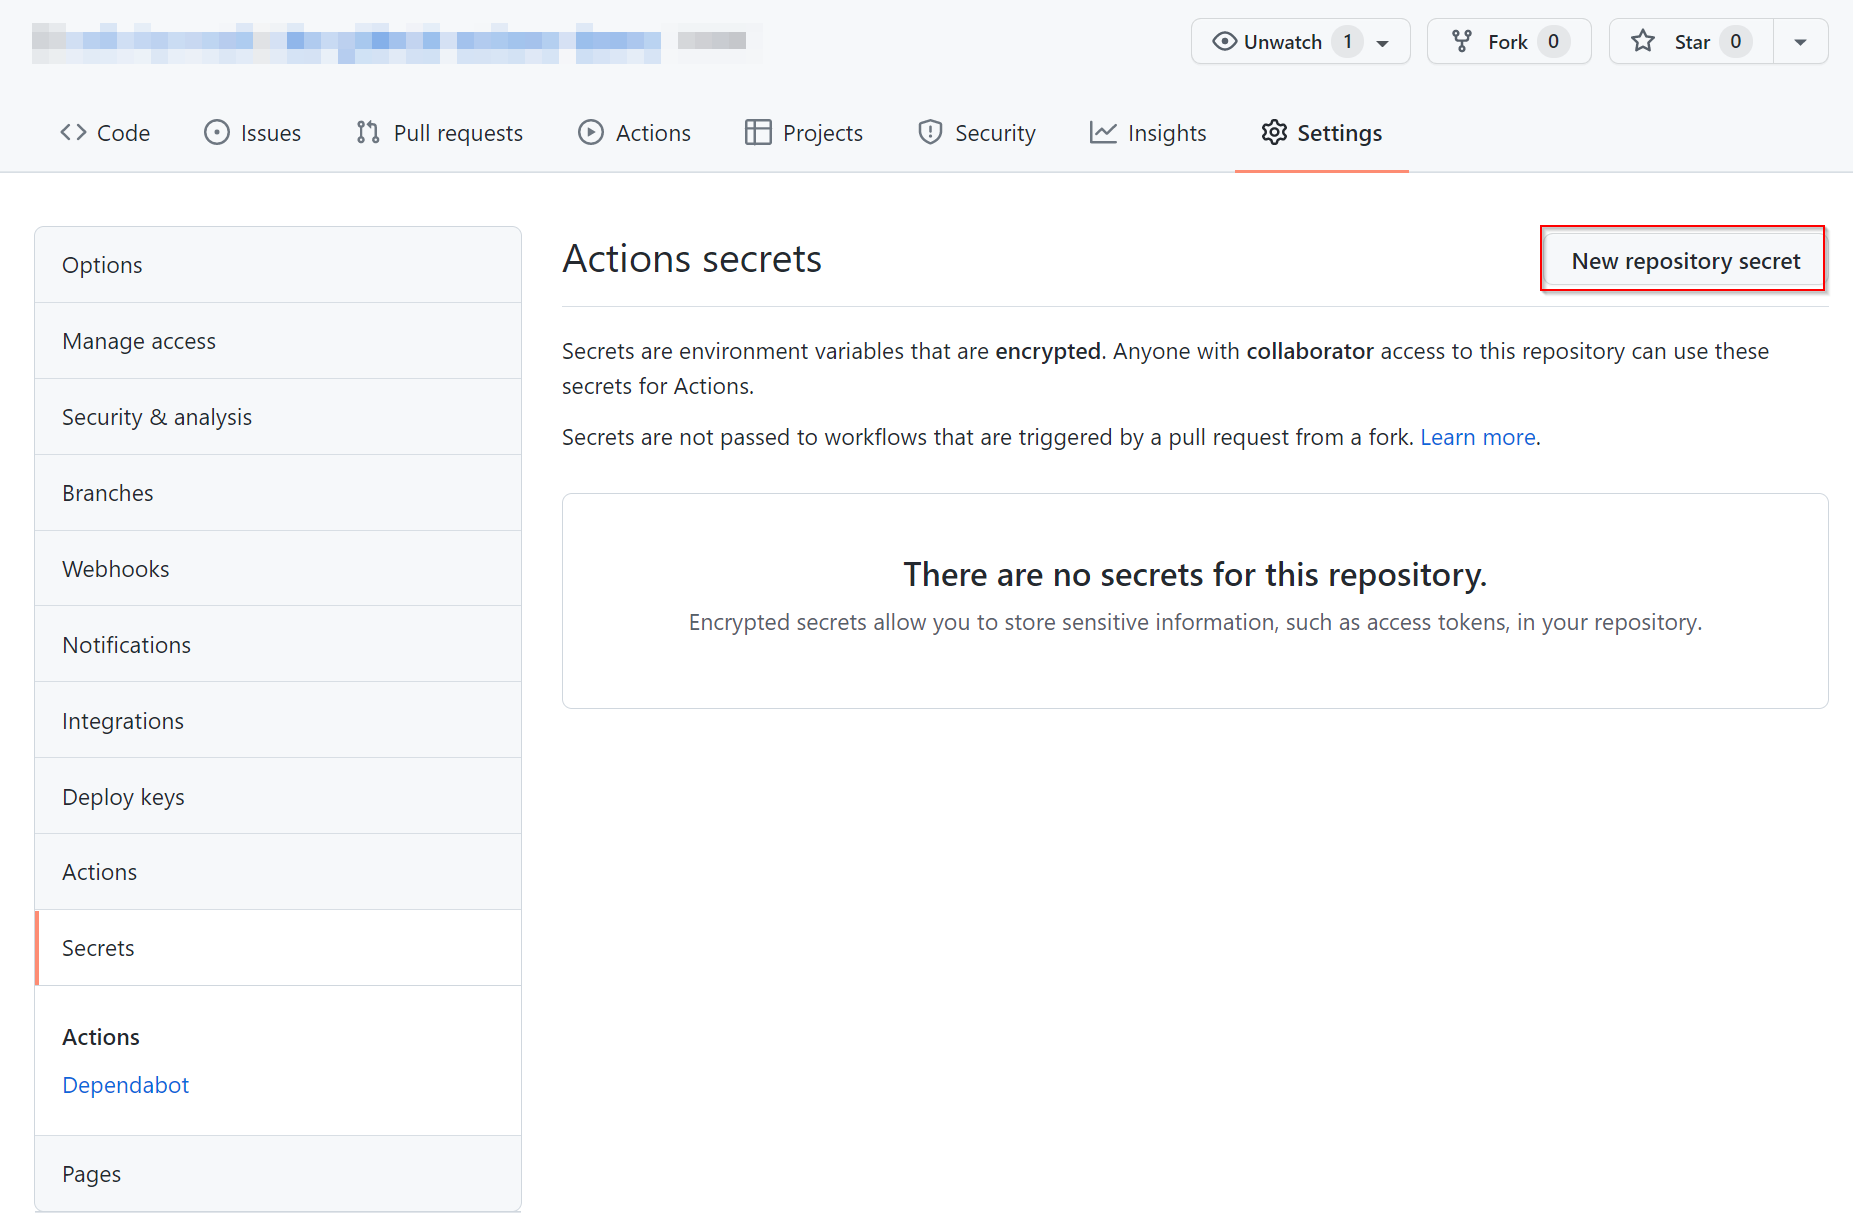 Unwatch 1 Fork 0 Star 0
Code Issues Pull requests Actions Projects Security Insights Settings
Options
Manage access
Security & analysis
Branches
Webhooks
Notifications
Integrations
Deploy keys
Actions
Secrets
Actions
Dependabot
Pages
Actions secrets
New repository secret
Secrets are environment variables that are encrypted. Anyone with collaborator access to this repository can use these
secrets for Actions.
Secrets are not passed to workflows that are triggered by a pull request from a fork. Learn more.
There are no secrets for this repository.
Encrypted secrets allow you to store sensitive information, such as access tokens, in your repository.